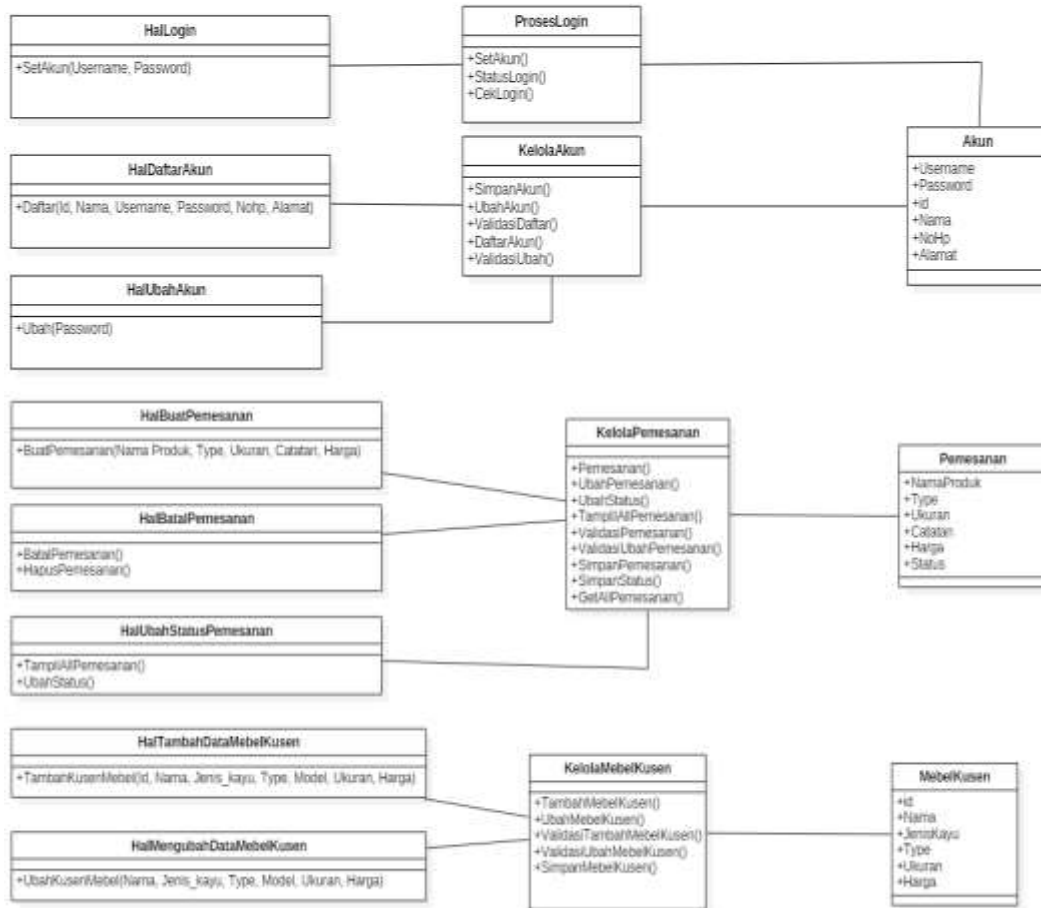 HalLogin
+SetAkun(Username, Password)
ProsesLogin
+SetAkun()
+StatusLogin()
+CekLogin()
HalDaftarAkun
+Daftar(Id, Nama, Username, Password, Nohp, Alamat)
KelolaAkun
+SimpanAkun()
+UbahAkun()
+ValidasiDaftar()
+DaftarAkun()
+ValidasiUbah()
Akun
+Username
+Password
+id
+Nama
+NoHp
+Alamat
HalUbahAkun
+Ubah(Password)
HalBuatPemesanan
+BuatPemesanan(Nama Produk, Type, Ukuran, Catatan, Harga)
HalBatalPemesanan
+BatalPemesanan()
+HapusPemesanan()
HalUbahStatusPemesanan
+TampilAllPemesanan()
+UbahStatus()
KelolaPemesanan
+Pemesanan()
+UbahPemesanan()
+UbahStatus()
+TampilAllPemesanan()
+ValidasiPemesanan()
+ValidasiUbahPemesanan()
+SimpanPemesanan()
+SimpanStatus()
+GetAllPemesanan()
Pemesanan
+NamaProduk
+Type
+Ukuran
+Catatan
+Harga
+Status
HalTambahDataMebelKusen
+TambahKusenMebel(Id, Nama, Jenis_kayu, Type, Model, Ukuran, Harga)
HalMengubahDataMebelKusen
+UbahKusenMebel(Nama, Jenis_kayu, Type, Model, Ukuran, Harga)
KelolaMebelKusen
+TambahMebelKusen()
+UbahMebelKusen()
+ValidasiTambahMebelKusen()
+ValidasiUbahMebelKusen()
+SimpanMebelKusen()
MebelKusen
+id
+Nama
+JenisKayu
+Type
+Ukuran
+Harga